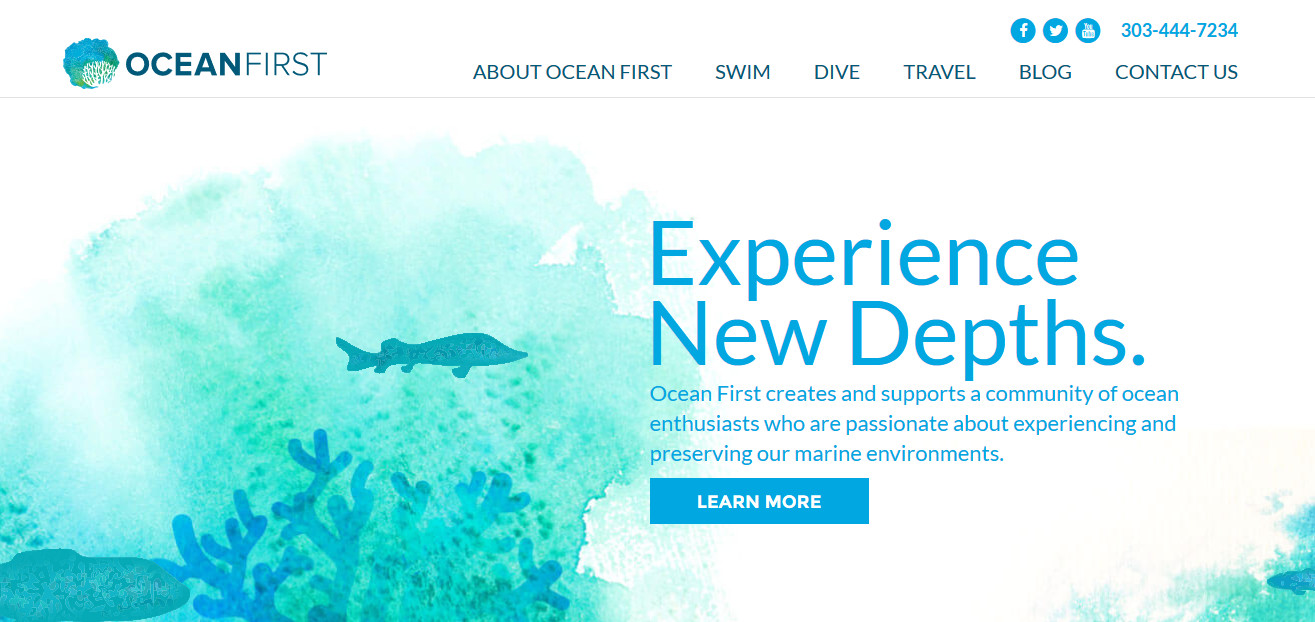 303-444-7234
OCEANFIRST
ABOUT OCEAN FIRST SWIM DIVE TRAVEL BLOG CONTACT US
Experience
New Depths.
Ocean First creates and supports a community of ocean
enthusiasts who are passionate about experiencing and
preserving our marine environments.
LEARN MORE